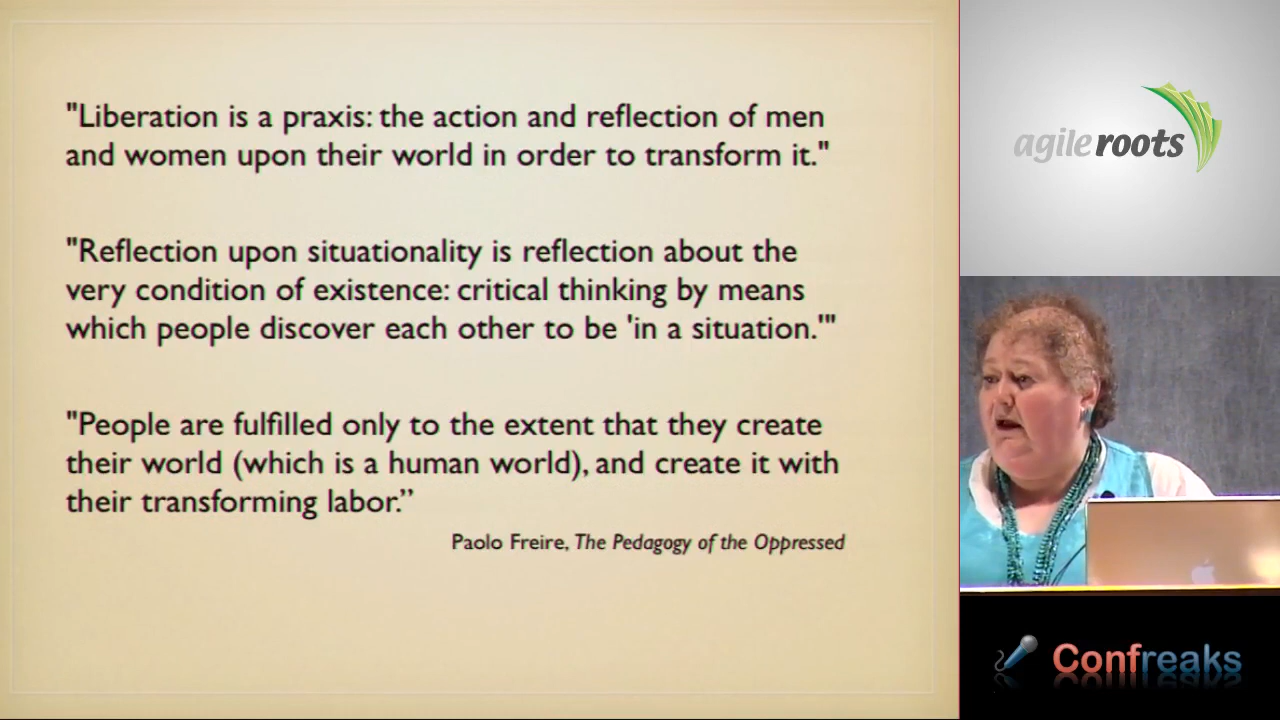 "Liberation is a praxis: the action and reflection of men
and women upon their world in order to transform it."
"Reflection upon situationality is reflection about the
very condition of existence: critical thinking by means
which people discover each other to be 'in a situation.'"
"People are fulfilled only to the extent that they create
their world (which is a human world), and create it with
their transforming labor.”
Paolo Freire, The Pedagogy of the Oppressed
agile roots
Confreaks